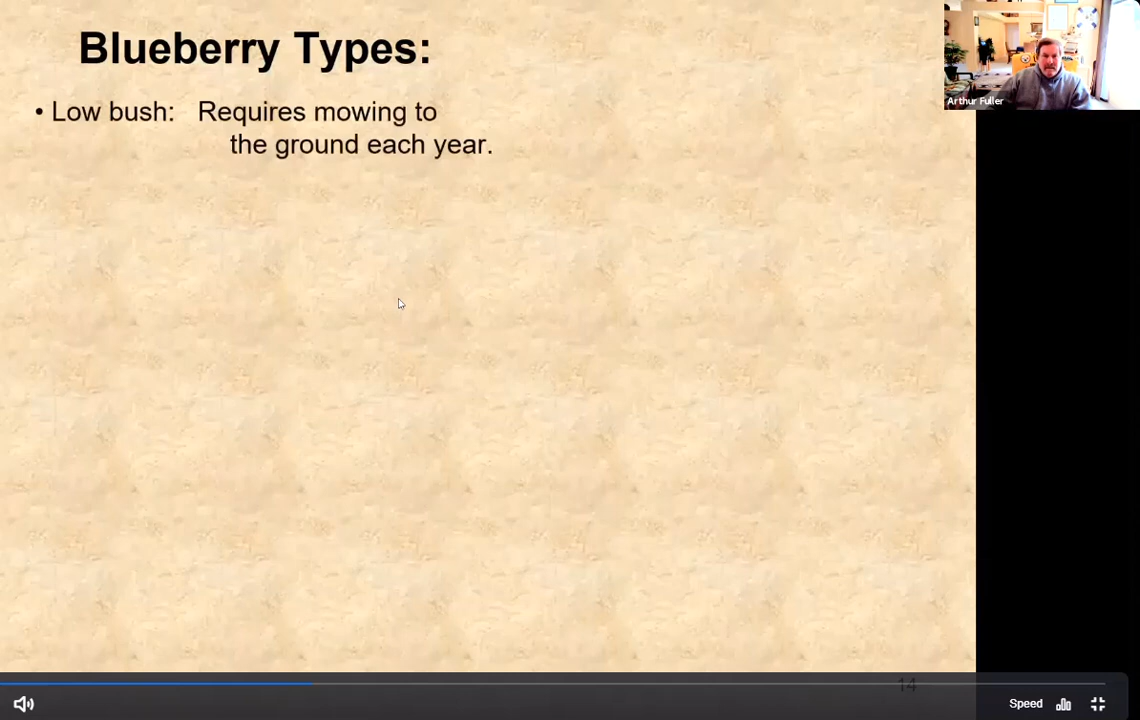 Blueberry Types:
• Low bush: Requires mowing to
the ground each year.
Arthur Fuller
14
Speed